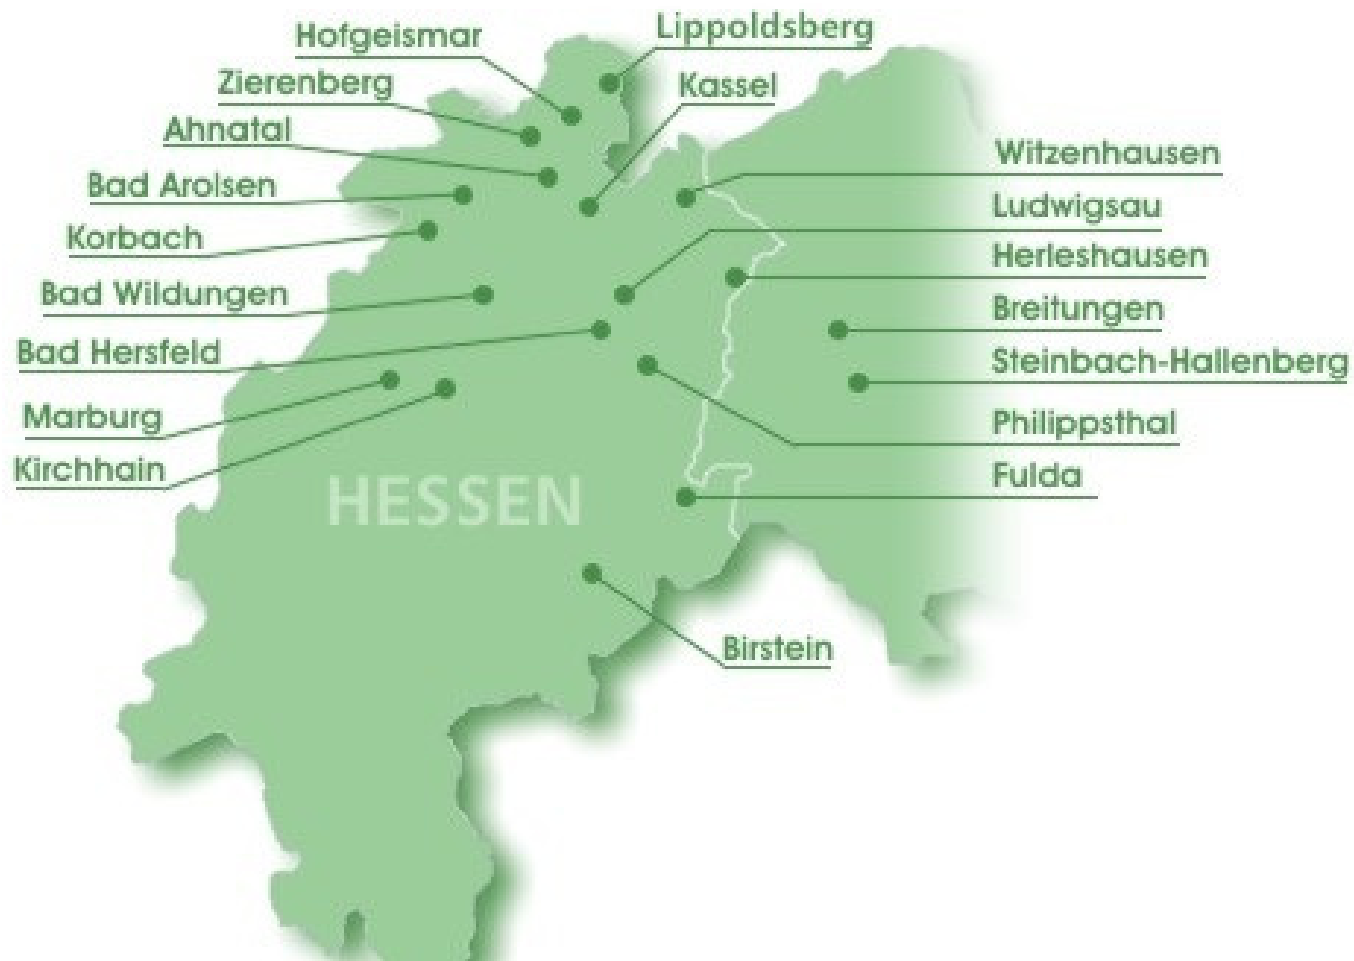 Hofgeismar
Lippoldsberg
Zierenberg
Kassel
Ahnatal
Witzenhausen
Bad Arolsen
Ludwigsau
Korbach
Herleshausen
Bad Wildungen
Breitungen
Bad Hersfeld
Steinbach-Hallenberg
Marburg
Philippsthal
Kirchhain
Fulda
HESSEN
Birstein